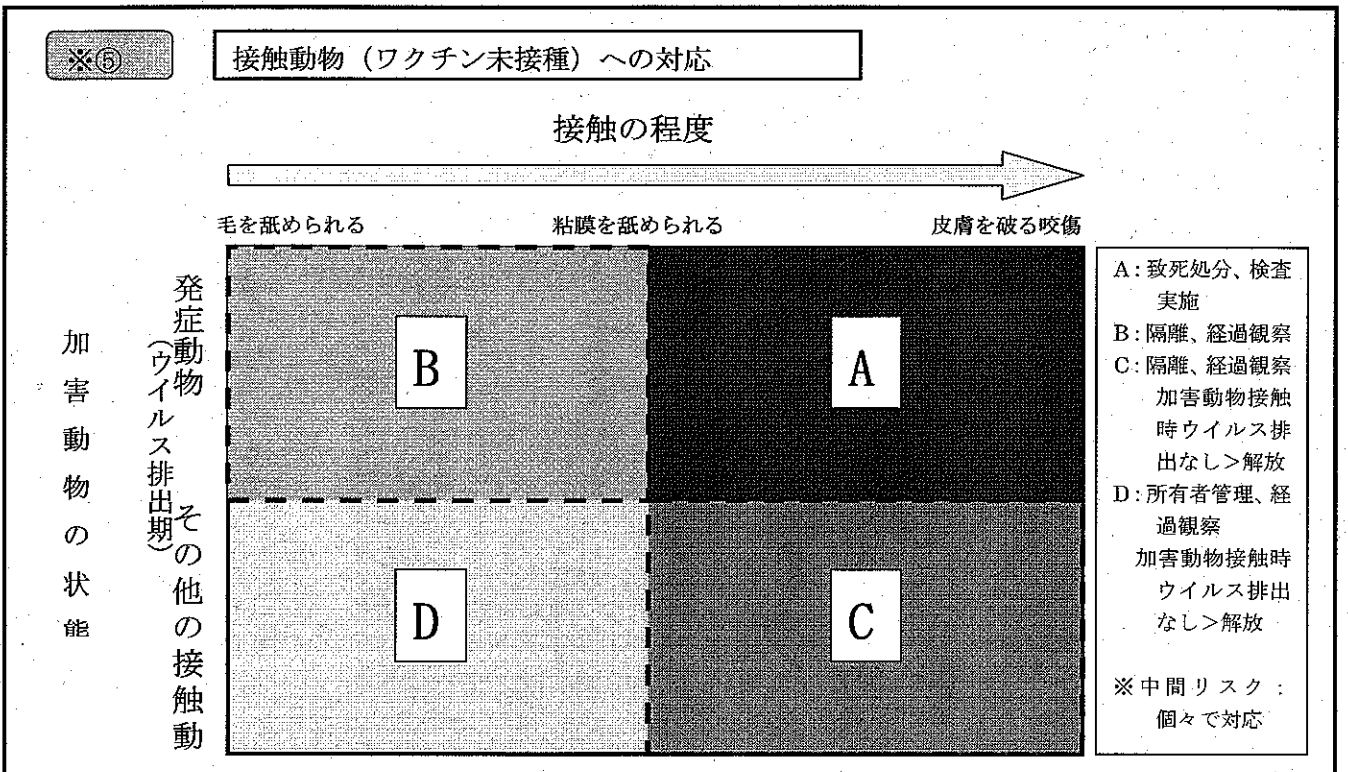 ※⑤
接触動物（ワクチン未接種）への対応
接触の程度
毛を舐められる
粘膜を舐められる
皮膚を破る咬傷
加害動物の状態
発症動物
（ウイルス排出期）
その他の接触動
B
A
D
C
A：致死処分、検査
実施
B：隔離、経過観察
C：隔離、経過観察
加害動物接触
時ウイルス排
出なし＞解放
D：所有者管理、経
過観察
加害動物接触時
ウイルス排出
なし＞解放
※中間リスク：
個々で対応